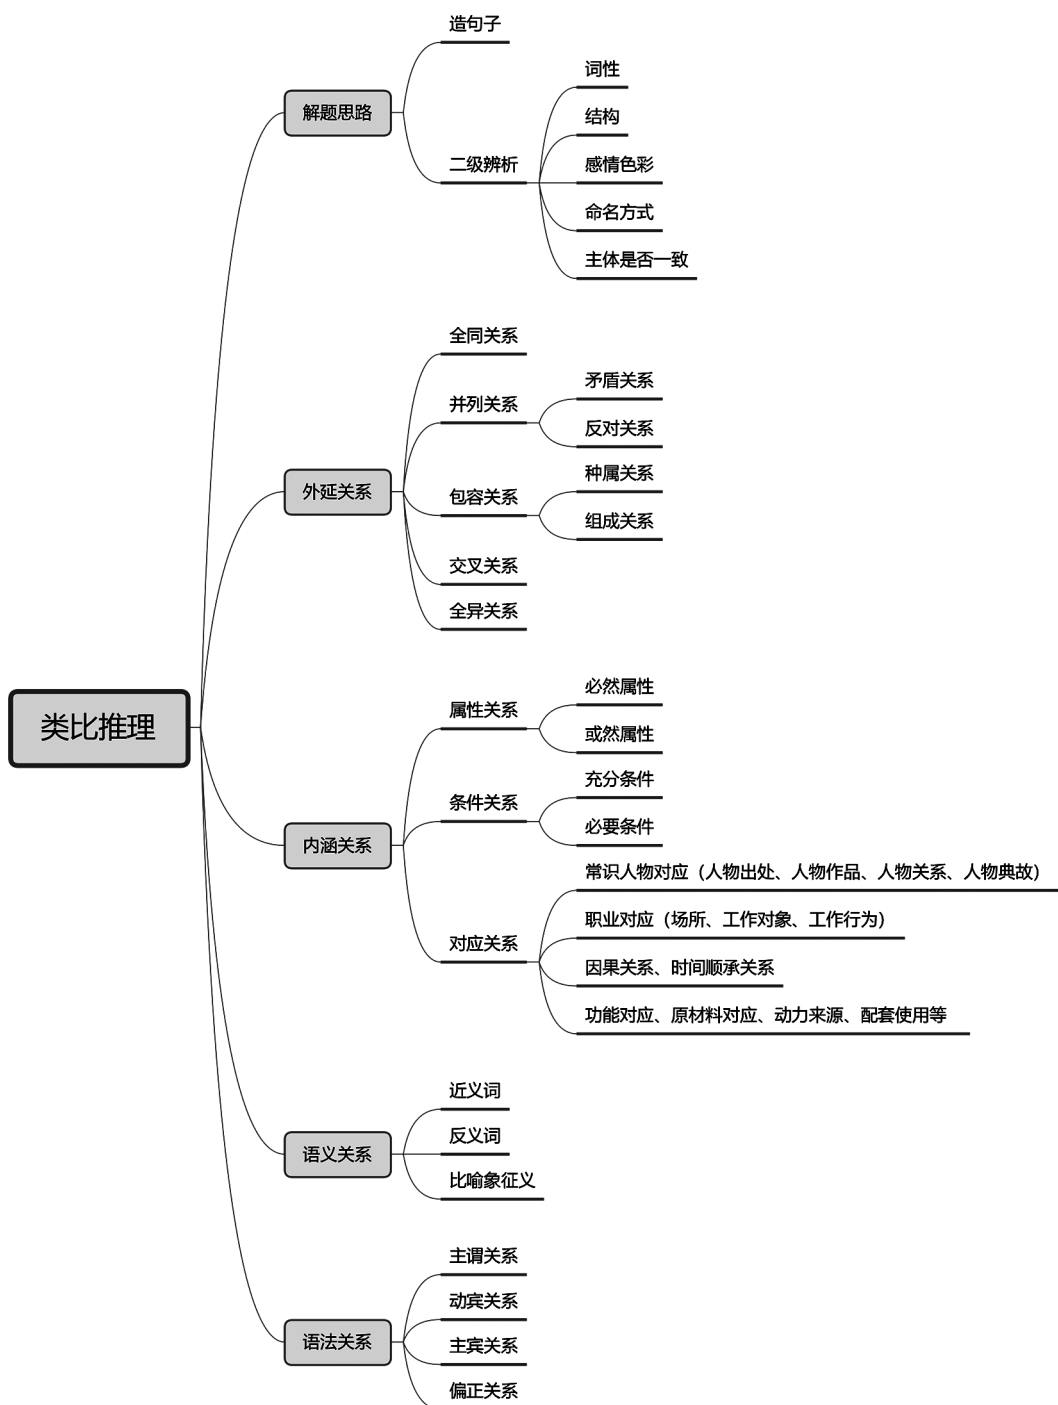 类比推理
解题思路
造句子
二级辨析
词性
结构
感情色彩
命名方式
主体是否一致
外延关系
全同关系
并列关系
矛盾关系
反对关系
包容关系
种属关系
组成关系
交叉关系
全异关系
内涵关系
属性关系
必然属性
或然属性
条件关系
充分条件
必要条件
对应关系
常识人物对应（人物出处、人物作品、人物关系、人物典故）
职业对应（场所、工作对象、工作行为）
因果关系、时间顺承关系
功能对应、原材料对应、动力来源、配套使用等
语义关系
近义词
反义词
比喻象征义
语法关系
主谓关系
动宾关系
主宾关系
偏正关系